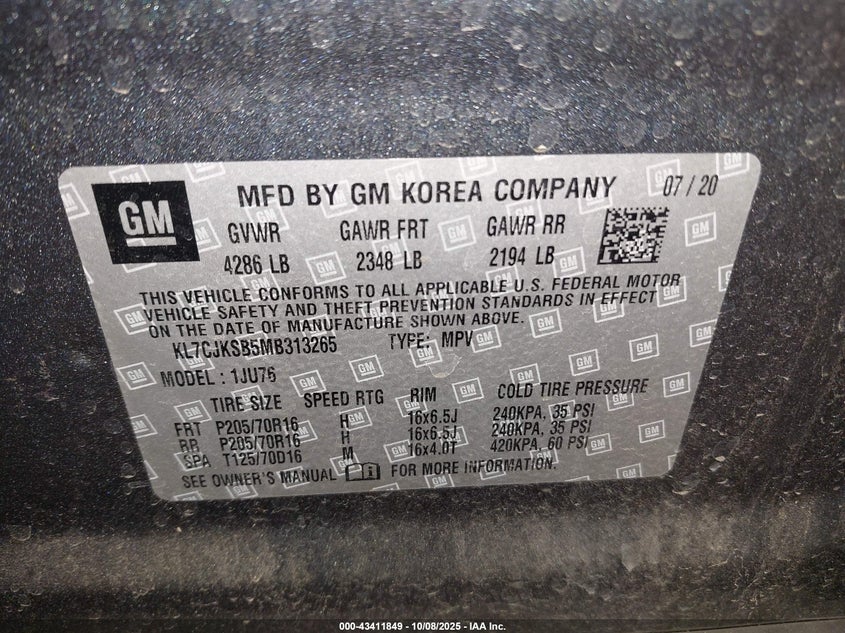 GM MFD BY GM KOREA COMPANY 07 / 20
GVWR GAWR FRT GAWR RR
4286 LB 2348 LB 2194 LB
THIS VEHICLE CONFORMS TO ALL APPLICABLE U.S. FEDERAL MOTOR
VEHICLE SAFETY AND THEFT PREVENTION STANDARDS IN EFFECT
ON THE DATE OF MANUFACTURE SHOWN ABOVE.
KL7CJKSB5MB313265 TYPE: MPV
MODEL : 1JU76
TIRE SIZE SPEED RTG RIM COLD TIRE PRESSURE
FRT P205/70R16 H 16x6.5J 240KPA, 35 PSI
RR P205/70R16 H 16x6.5J 240KPA, 35 PSI
SPA T125/70D16 M 16x4.0T 420KPA, 60 PSI
SEE OWNER'S MANUAL FOR MORE INFORMATION.
000-43411849 - 10/08/2025 - IAA Inc.